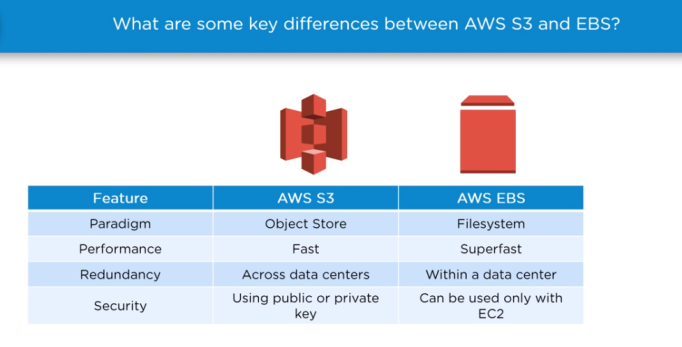 What are some key differences between AWS S3 and EBS?
Feature AWS S3 AWS EBS
Paradigm Object Store Filesystem
Performance Fast Superfast
Redundancy Across data centers Within a data center
Security Using public or private key Can be used only with EC2